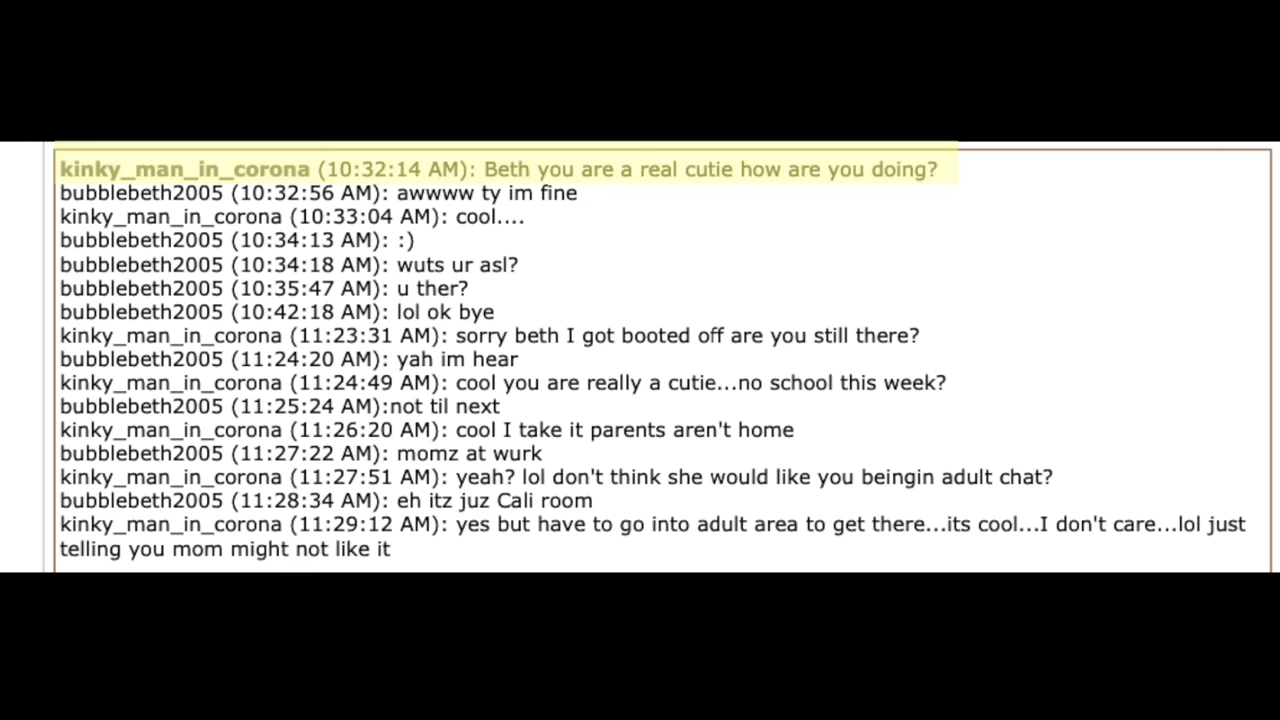 kinky_man_in_corona (10:32:14 AM): Beth you are a real cutie how are you doing?
bubblebeth2005 (10:32:56 AM): awwww ty im fine
kinky_man_in_corona (10:33:04 AM): cool....
bubblebeth2005 (10:34:13 AM): :)
bubblebeth2005 (10:34:18 AM): wuts ur asl?
bubblebeth2005 (10:35:47 AM): u ther?
bubblebeth2005 (10:42:18 AM): lol ok bye
kinky_man_in_corona (11:23:31 AM): sorry beth I got booted off are you still there?
bubblebeth2005 (11:24:20 AM): yah im hear
kinky_man_in_corona (11:24:49 AM): cool you are really a cutie...no school this week?
bubblebeth2005 (11:25:24 AM):not til next
kinky_man_in_corona (11:26:20 AM): cool I take it parents aren't home
bubblebeth2005 (11:27:22 AM): momz at wurk
kinky_man_in_corona (11:27:51 AM): yeah? lol don't think she would like you beingin adult chat?
bubblebeth2005 (11:28:34 AM): eh itz juz Cali room
kinky_man_in_corona (11:29:12 AM): yes but have to go into adult area to get there...its cool...I don't care...lol just
telling you mom might not like it